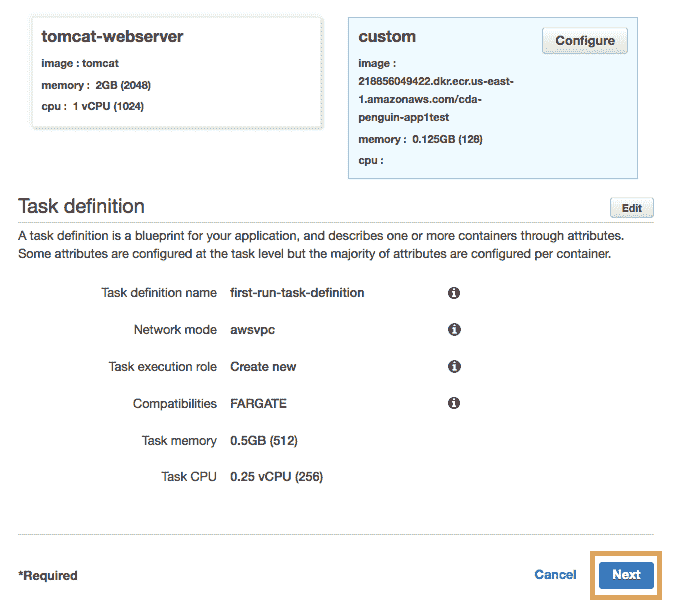 tomcat-webserver
image : tomcat
memory : 2GB (2048)
cpu : 1 vCPU (1024)
custom
Configure
image :
218856049422.dkr.ecr.us-east-
1.amazonaws.com/cda-
penguin-app1test
memory : 0.125GB (128)
cpu :
Task definition
Edit
A task definition is a blueprint for your application, and describes one or more containers through attributes.
Some attributes are configured at the task level but the majority of attributes are configured per container.
Task definition name first-run-task-definition
Network mode awsvpc
Task execution role Create new
Compatibilities FARGATE
Task memory 0.5GB (512)
Task CPU 0.25 vCPU (256)
*Required
Cancel
Next